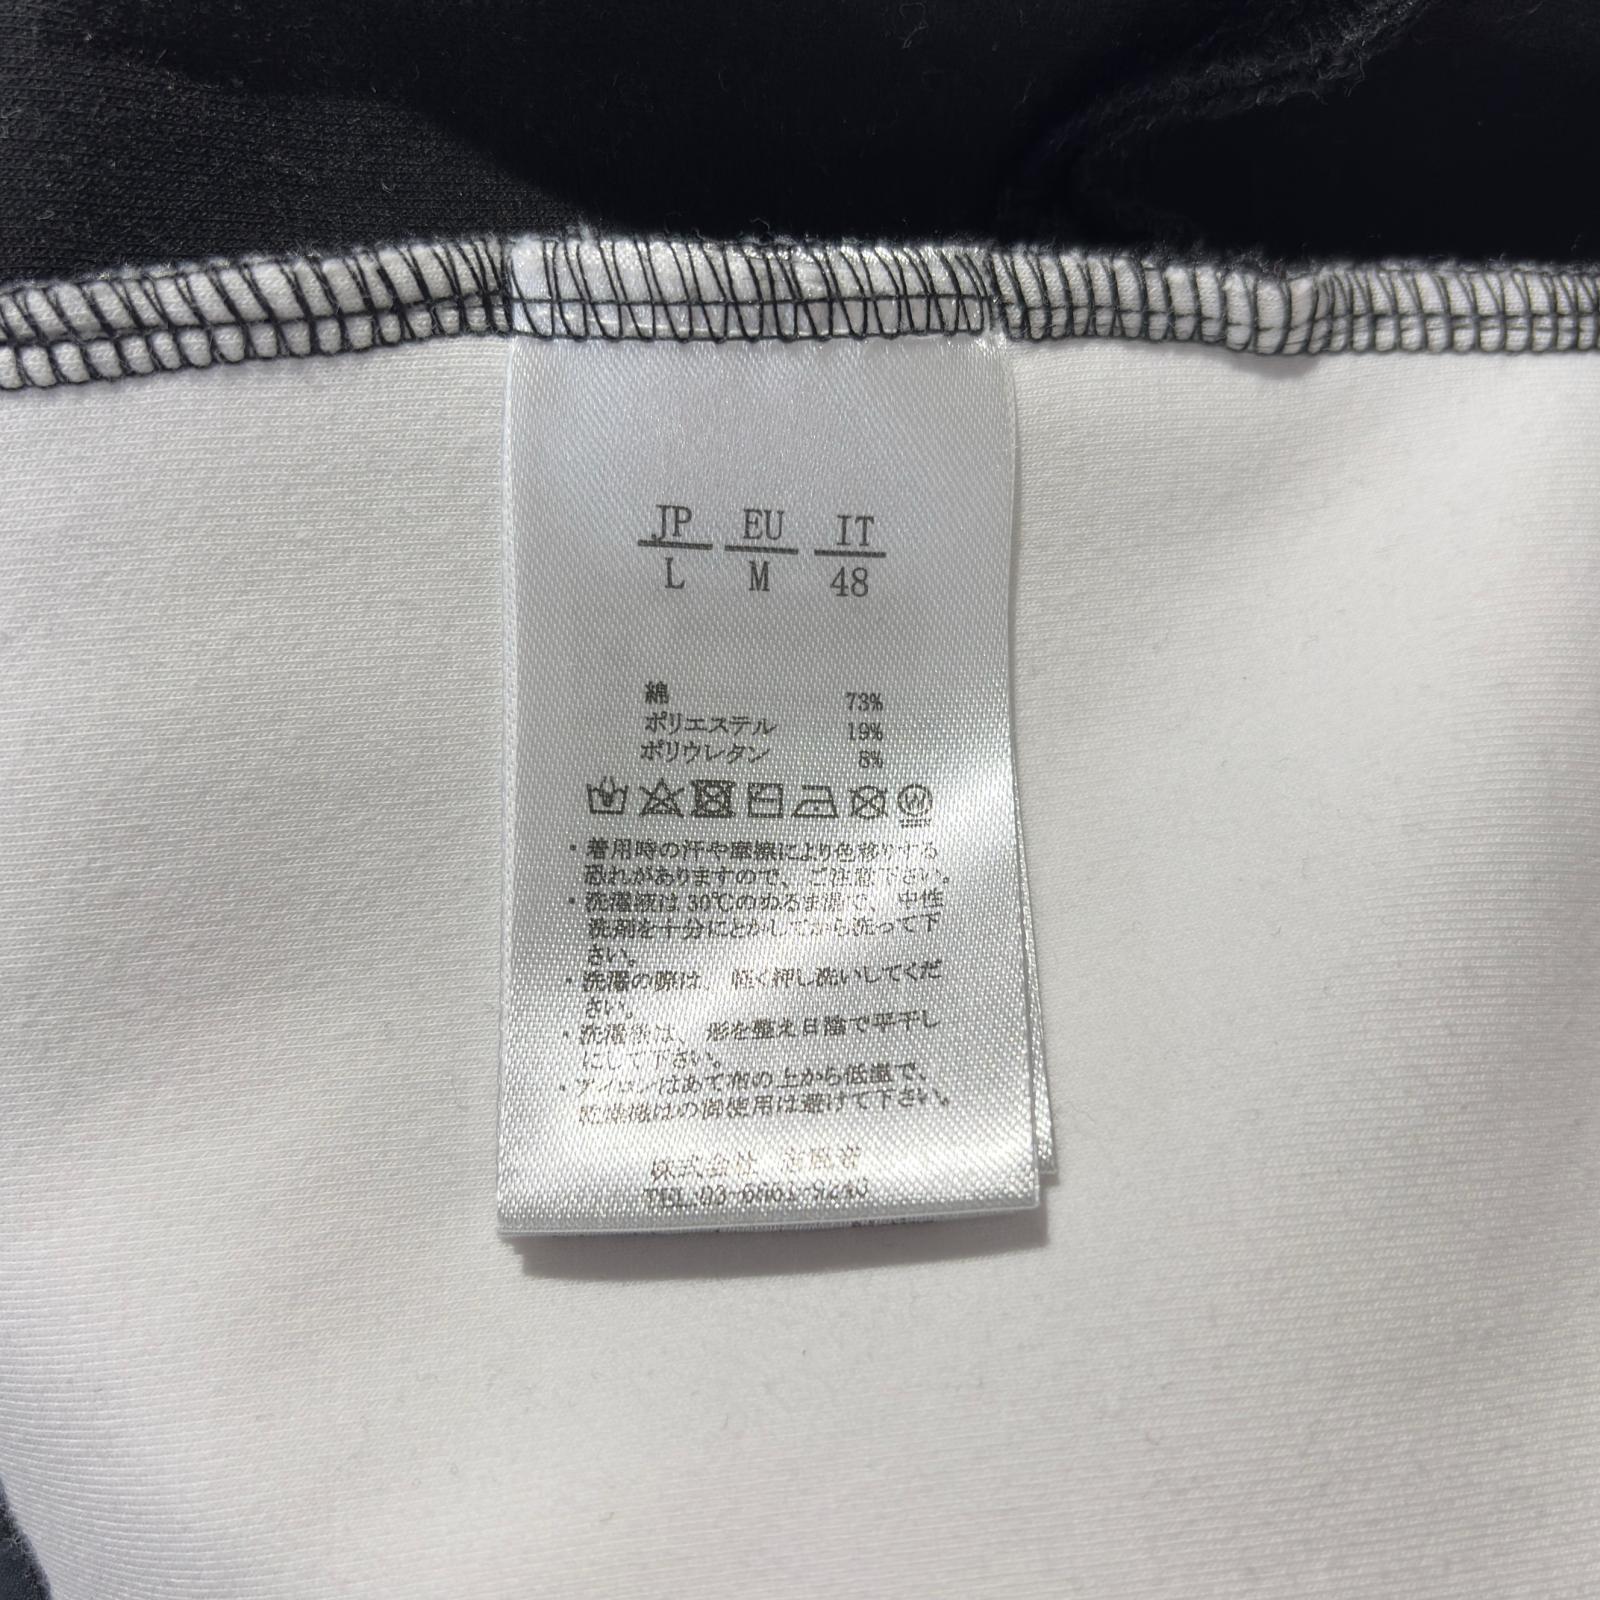 JP EU IT
L M 48
綿 73%
ポリエステル 19%
ポリウレタン 8%
・着用時の汗や摩擦により色移りする
恐れがありますので、ご注意下さい。
・洗濯液は30℃のぬるま湯で、中性
洗剤を十分にとかしてから洗って下
さい。
・洗濯の際は、軽く押し洗いしてくだ
さい。
・洗濯後は、形を整え日陰で平干し
にして下さい。
・アイロンはあて布の上から低温で、
乾燥機はの御使用は避けて下さい。
株式会社
TEL:03-